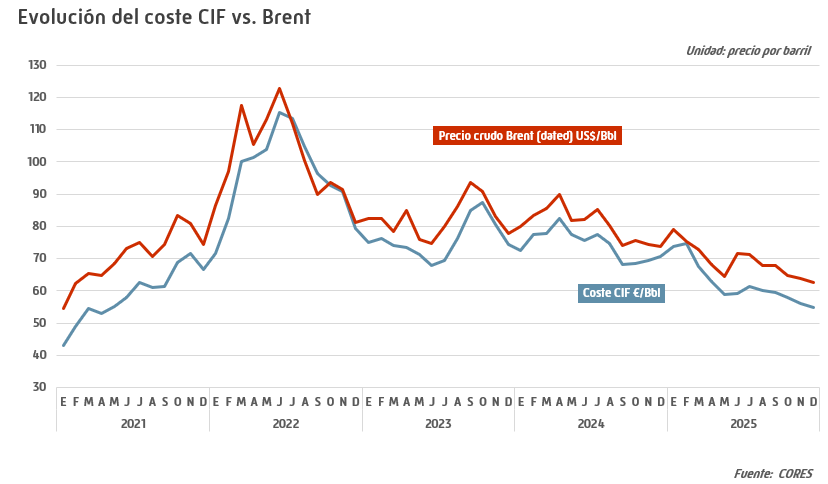 Evolución del coste CIF vs. Brent
Unidad: precio por barril
130
120
110
100
90
80
70
60
50
40
30
Precio crudo Brent (dated) US$/Bbl
Coste CIF €/Bbl
E F M A M J J A S O N D E F M A M J J A S O N D E F M A M J J A S O N D E F M A M J J A S O N D E F M A M J J A S O N D
2021 2022 2023 2024 2025
Fuente: CORES